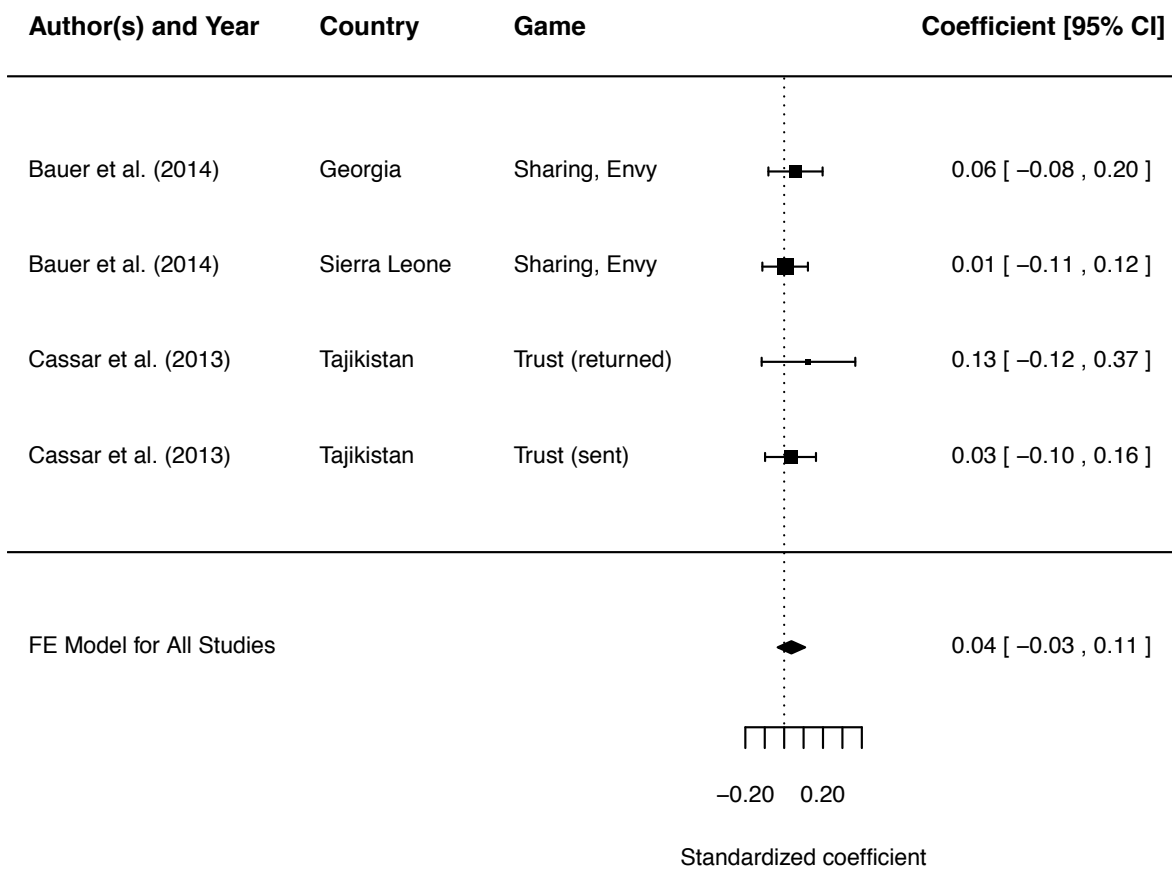 Author(s) and Year Country Game Coefficient [95% CI]
Bauer et al. (2014) Georgia Sharing, Envy 0.06 [ −0.08 , 0.20 ]
Bauer et al. (2014) Sierra Leone Sharing, Envy 0.01 [ −0.11 , 0.12 ]
Cassar et al. (2013) Tajikistan Trust (returned) 0.13 [ −0.12 , 0.37 ]
Cassar et al. (2013) Tajikistan Trust (sent) 0.03 [ −0.10 , 0.16 ]
FE Model for All Studies 0.04 [ −0.03 , 0.11 ]
−0.20 0.20
Standardized coefficient